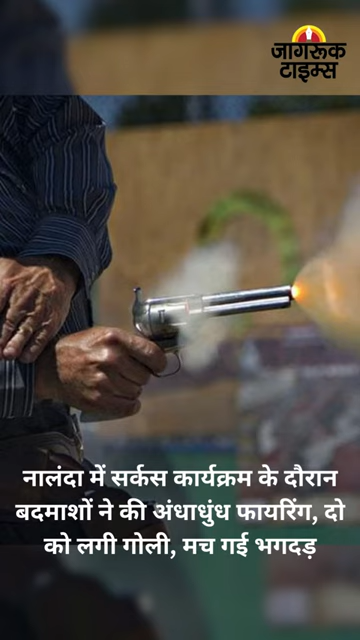 जागरूक
टाइम्स
नालंदा में सर्कस कार्यक्रम के दौरान
बदमाशों ने की अंधाधुंध फायरिंग, दो
को लगी गोली, मच गई भगदड़